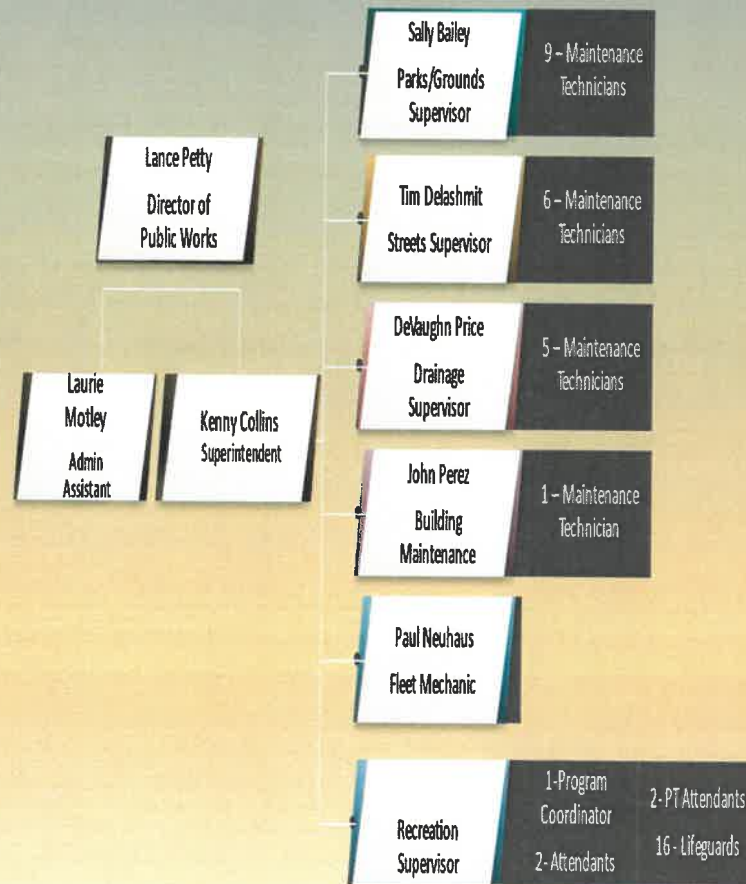 Lance Petty
Director of
Public Works
Laurie
Motley
Admin
Assistant
Kenny Collins
Superintendent
Sally Bailey
Parks/Grounds
Supervisor
9 – Maintenance
Technicians
Tim Delashmit
Streets Supervisor
6 – Maintenance
Technicians
DeVaughn Price
Drainage
Supervisor
5 – Maintenance
Technicians
John Perez
Building
Maintenance
1 – Maintenance
Technician
Paul Neuhaus
Fleet Mechanic
Recreation
Supervisor
1-Program
Coordinator
2- Attendants
2- PT Attendants
16 - Lifeguards